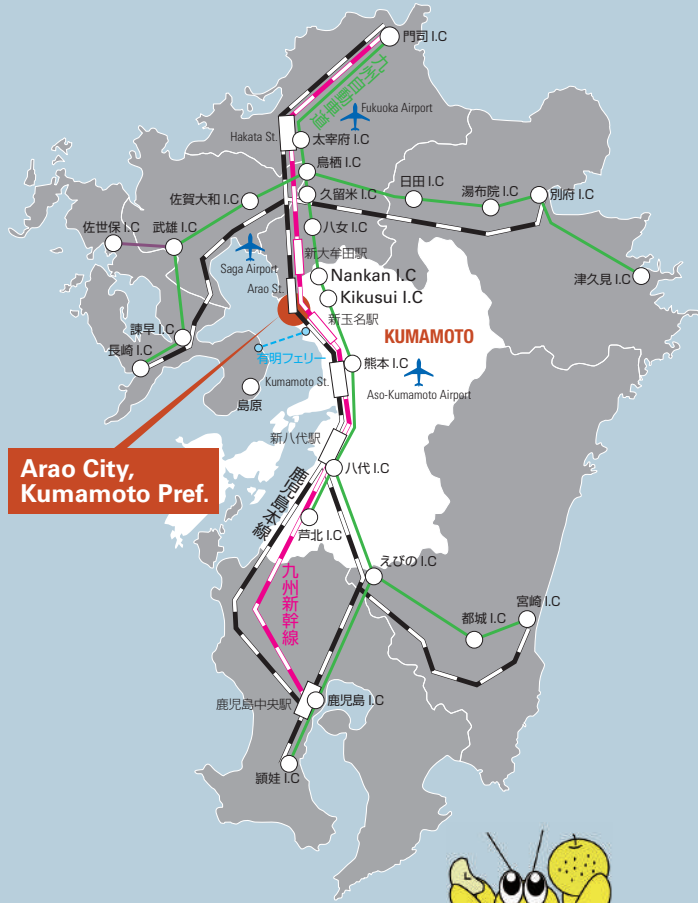 門司 I.C
九州自動車道
Fukuoka Airport
Hakata St.
太宰府 I.C
鳥栖 I.C
佐賀大和 I.C
久留米 I.C
日田 I.C
湯布院 I.C
別府 I.C
佐世保 I.C
武雄 I.C
八女 I.C
新大牟田駅
Saga Airport
Nankan I.C
津久見 I.C
Arao St.
Kikusui I.C
新玉名駅
諫早 I.C
KUMAMOTO
長崎 I.C
有明フェリー
熊本 I.C
Kumamoto St.
Aso-Kumamoto Airport
島原
新八代駅
Arao City,
Kumamoto Pref.
八代 I.C
鹿児島本線
芦北 I.C
えびの I.C
九州新幹線
宮崎 I.C
都城 I.C
鹿児島中央駅
鹿児島 I.C
頴娃 I.C